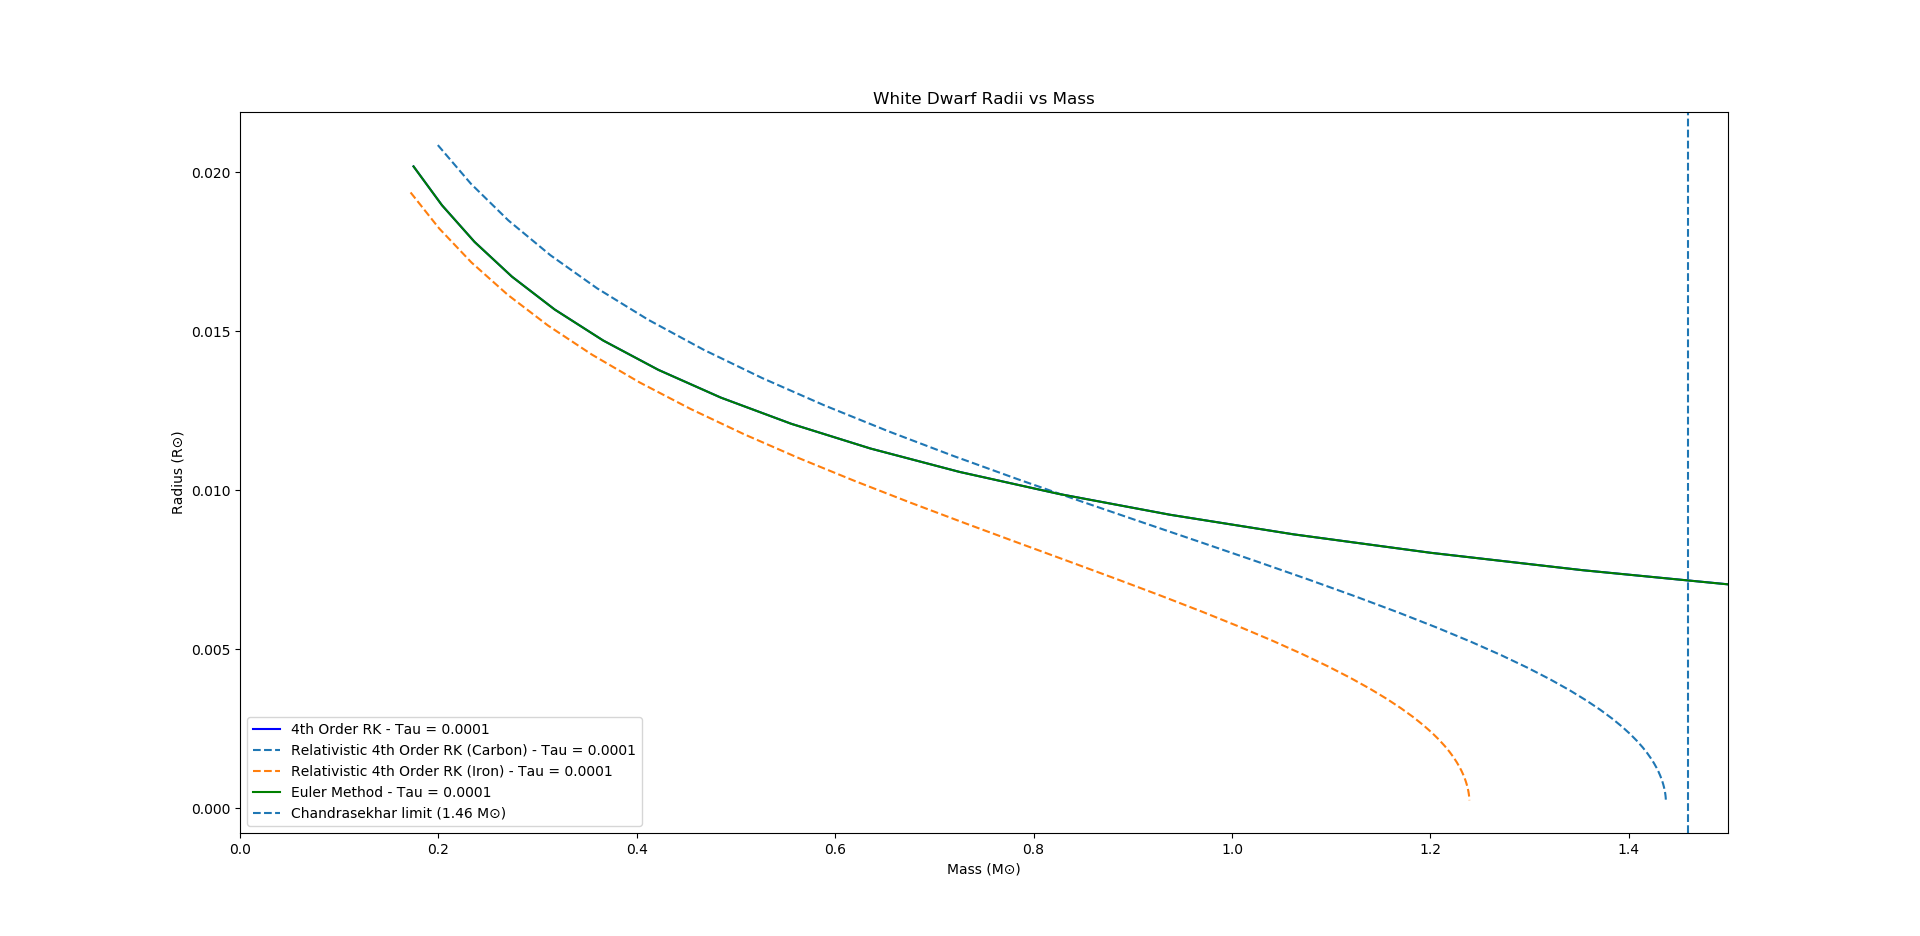 White Dwarf Radii vs Mass
0.020
0.015
0.010
0.005
0.000
Radius (R⊙)
4th Order RK - Tau = 0.0001
Relativistic 4th Order RK (Carbon) - Tau = 0.0001
Relativistic 4th Order RK (Iron) - Tau = 0.0001
Euler Method - Tau = 0.0001
Chandrasekhar limit (1.46 M⊙)
0.0 0.2 0.4 0.6 0.8 1.0 1.2 1.4
Mass (M⊙)